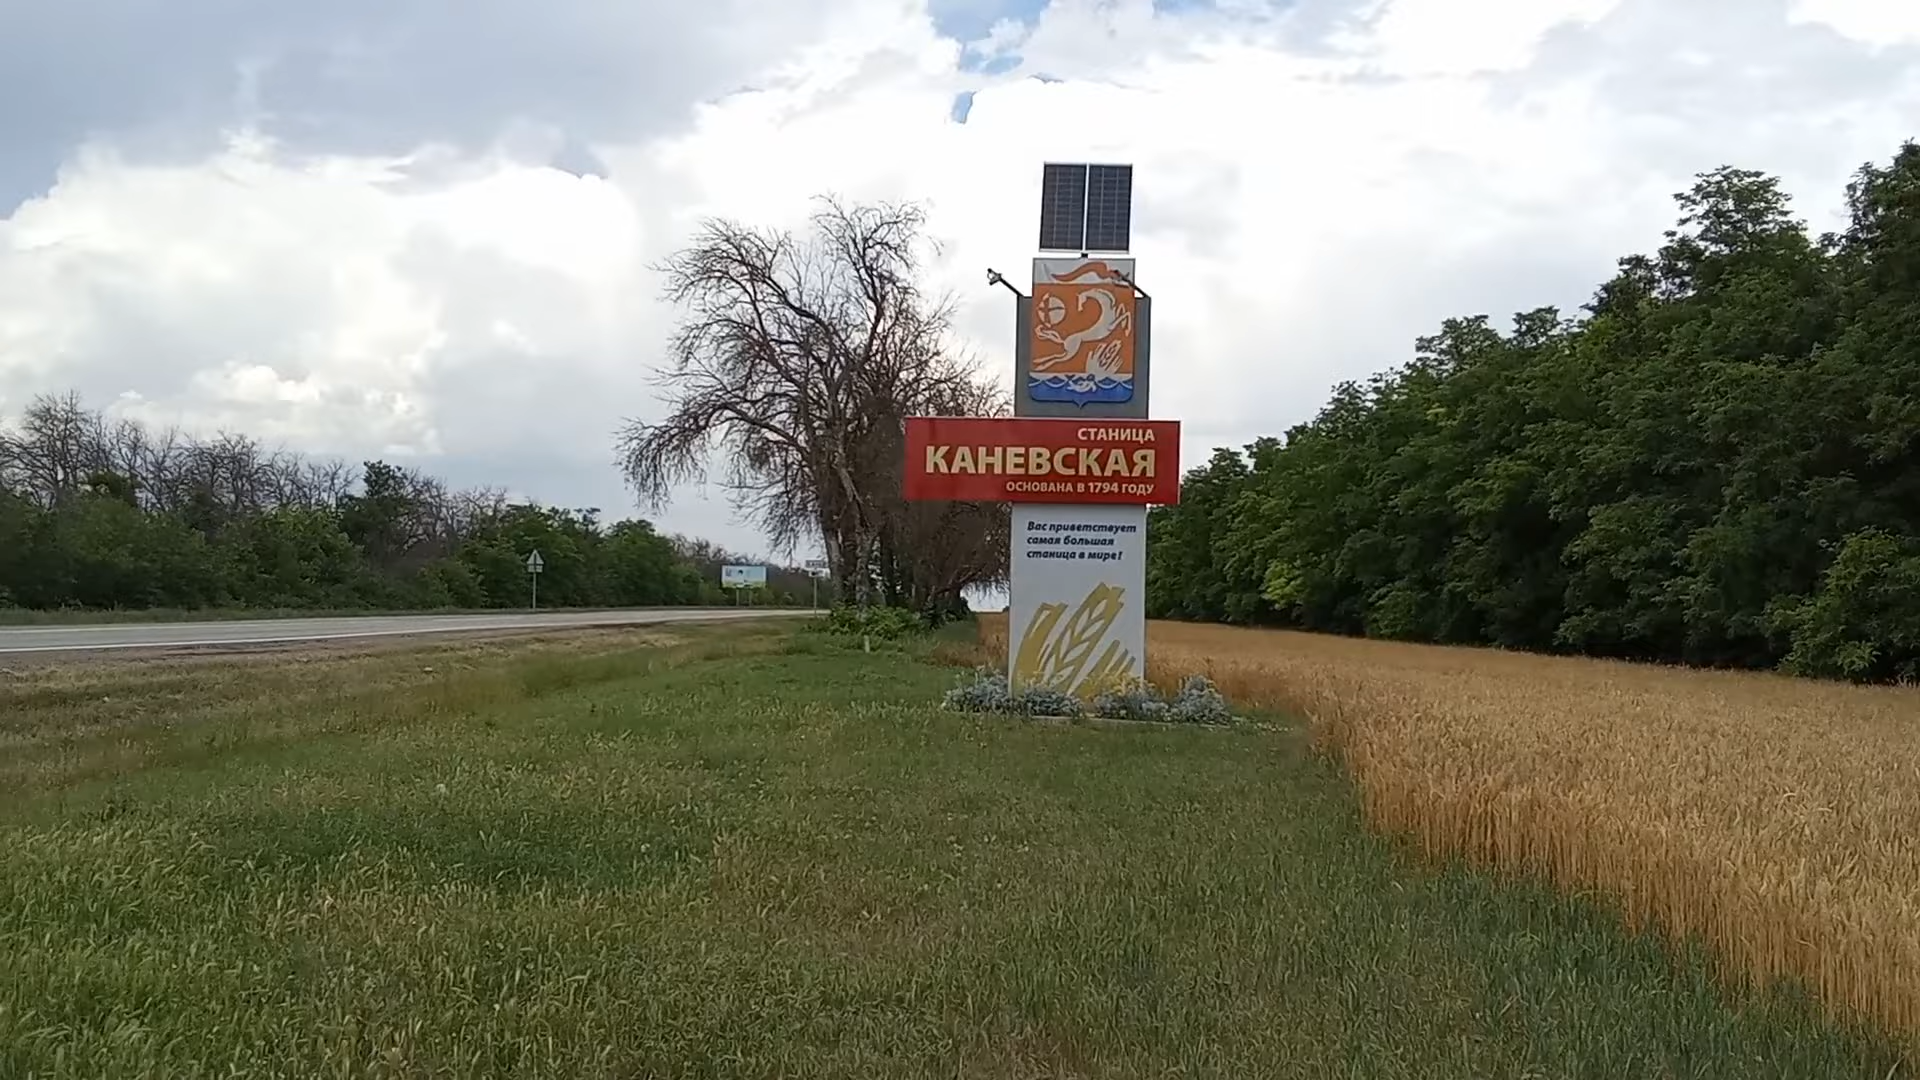 СТАНИЦА
КАНЕВСКАЯ
ОСНОВАНА В 1794 ГОДУ
Вас приветствует
самая большая
станица в мире!